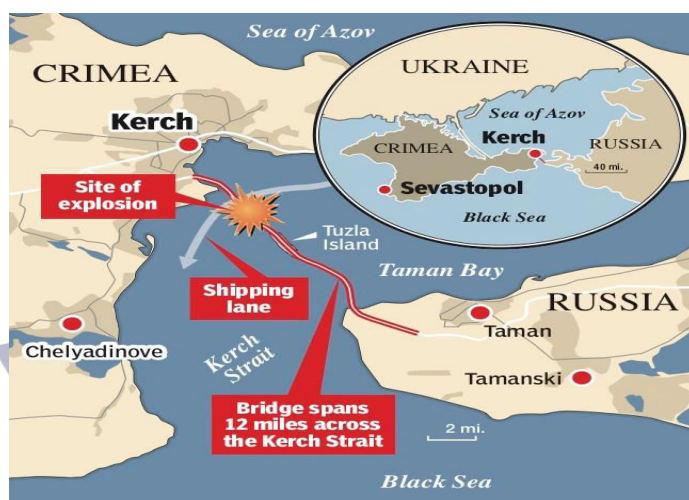 Sea of Azov
CRIMEA
Kerch
Site of
explosion
Tuzla
Island
Shipping
lane
Taman Bay
RUSSIA
Taman
Chelyadinove
Kerch
Strait
Tamanski
Bridge spans
12 miles across
the Kerch Strait
2 mi.
Black Sea
UKRAINE
Sea of Azov
Kerch
CRIMEA
RUSSIA
40 mi.
Sevastopol
Black Sea